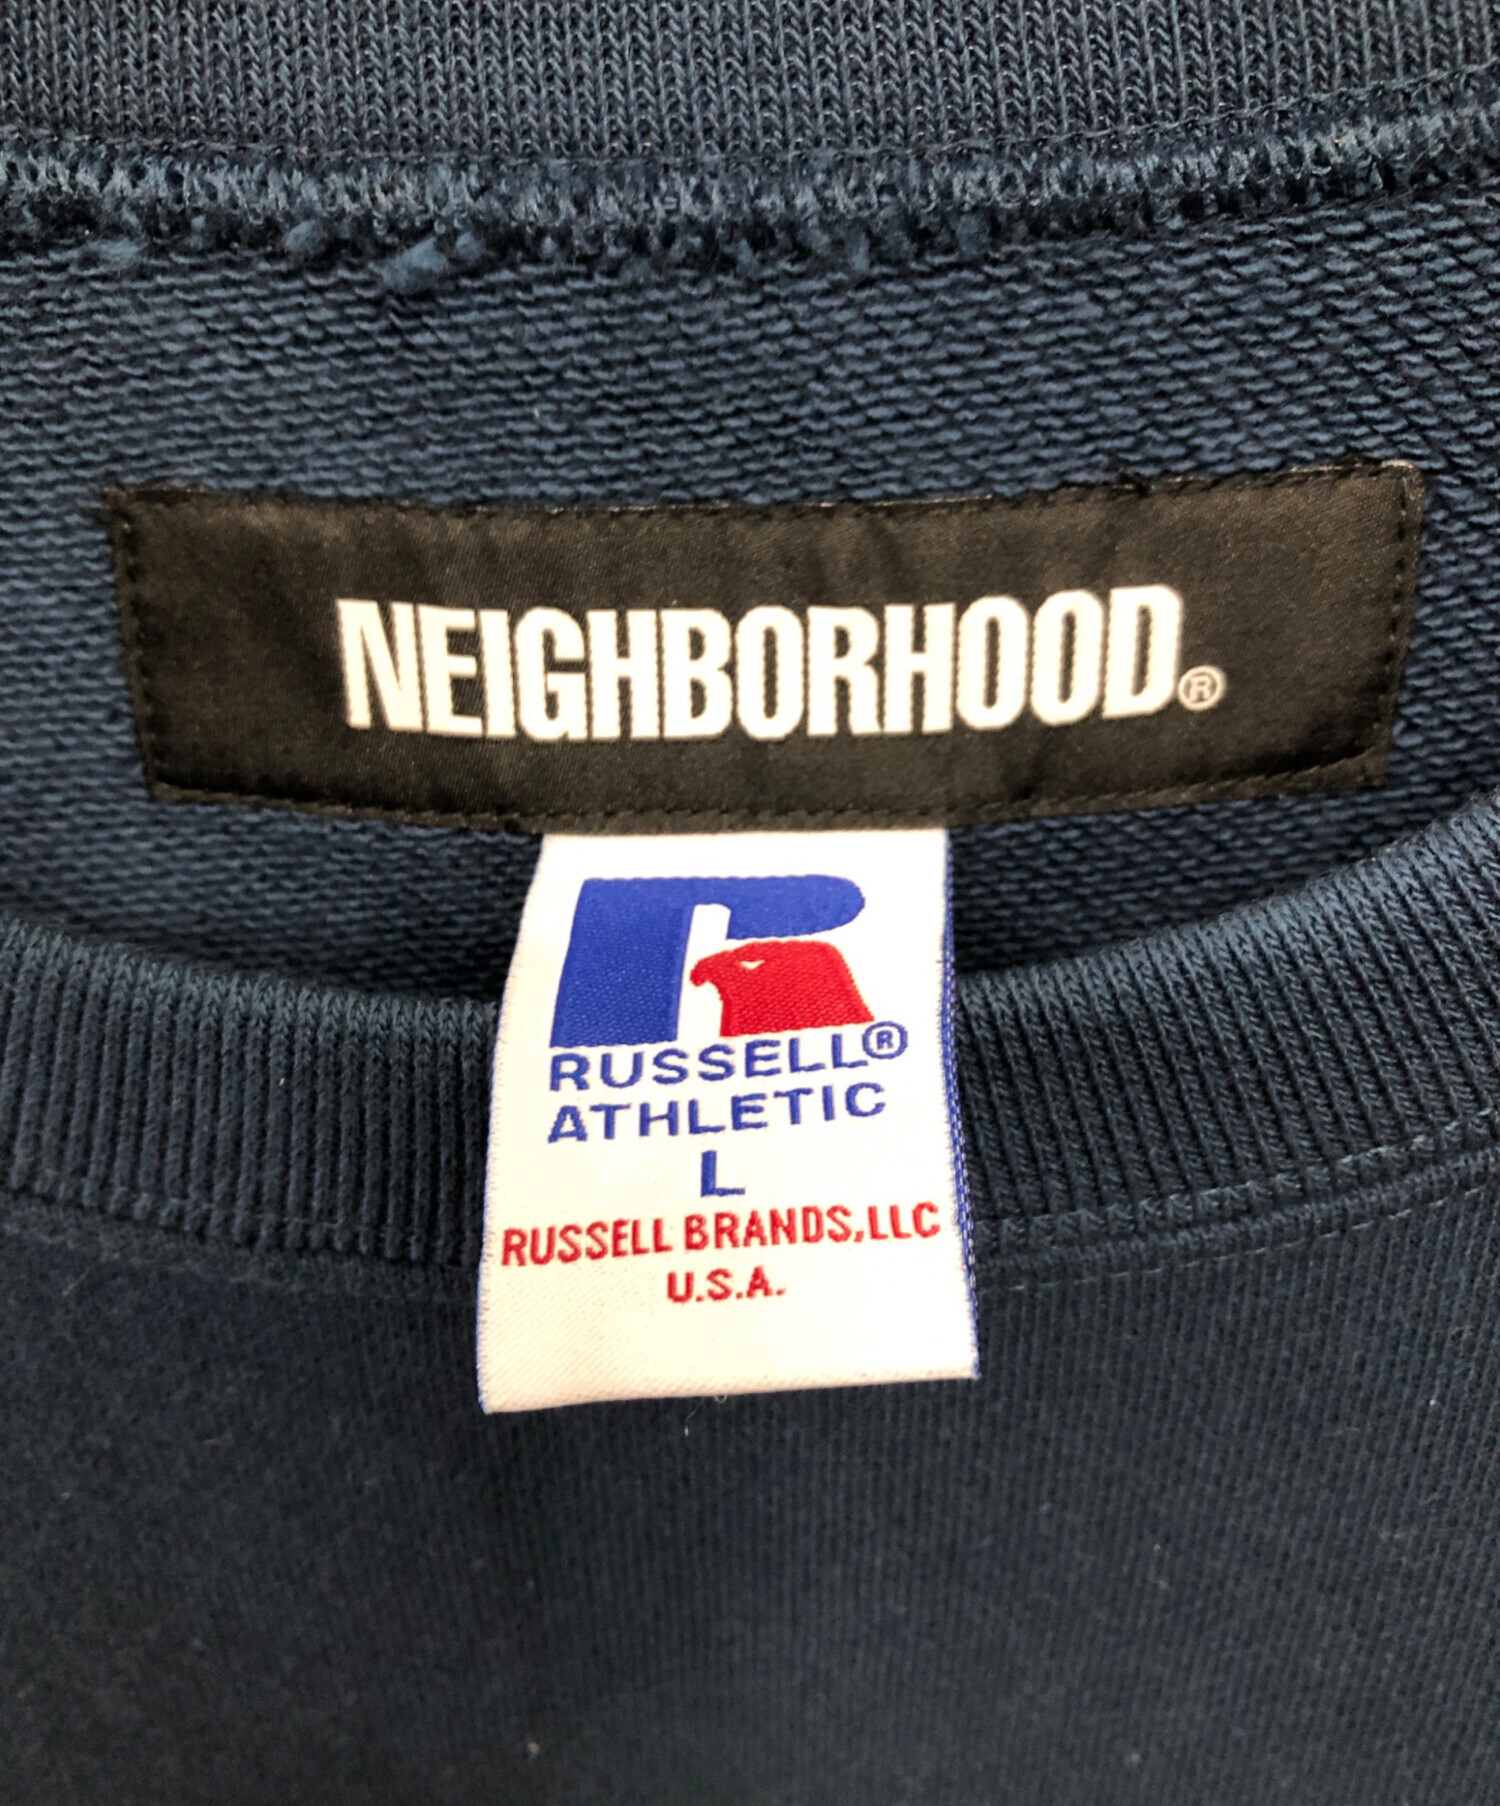 NEIGHBORHOOD®
RUSSELL®
ATHLETIC
L
RUSSELL BRANDS,LLC
U.S.A.